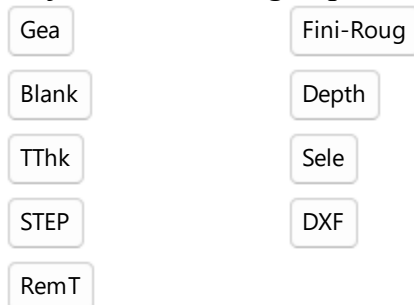 Gea Fini-Roug
Blank Depth
TThk Sele
STEP DXF
RemT